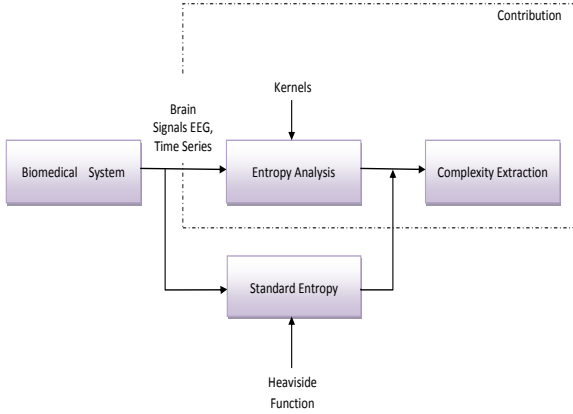 Contribution
Kernels
Brain
Signals EEG,
Time Series
Biomedical System
Entropy Analysis
Complexity Extraction
Standard Entropy
Heaviside
Function